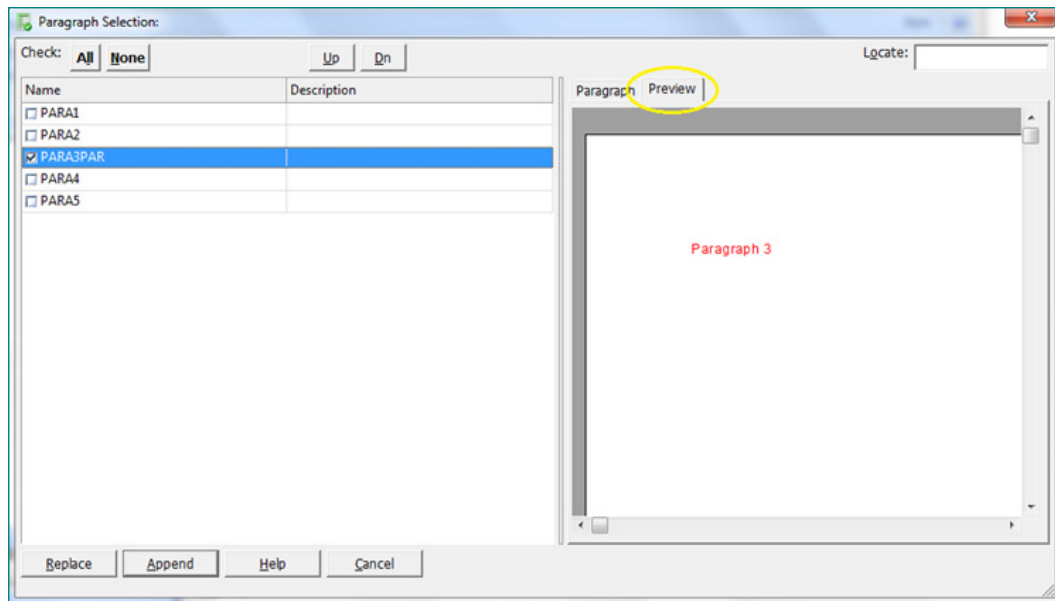 Paragraph Selection:
Check: All None Up Dn Locate:
Name Description
PARA1
PARA2
PARA3PAR
PARA4
PARA5
Paragraph Preview
Paragraph 3
Replace Append Help Cancel